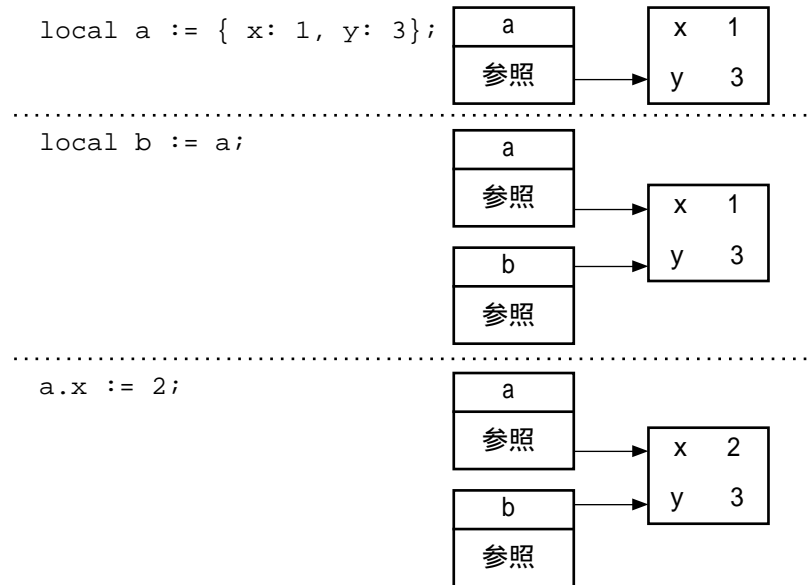 local a := { x: 1, y: 3};
a
参照
x 1
y 3
local b := a;
a
参照
b
参照
x 1
y 3
a.x := 2;
a
参照
b
参照
x 2
y 3